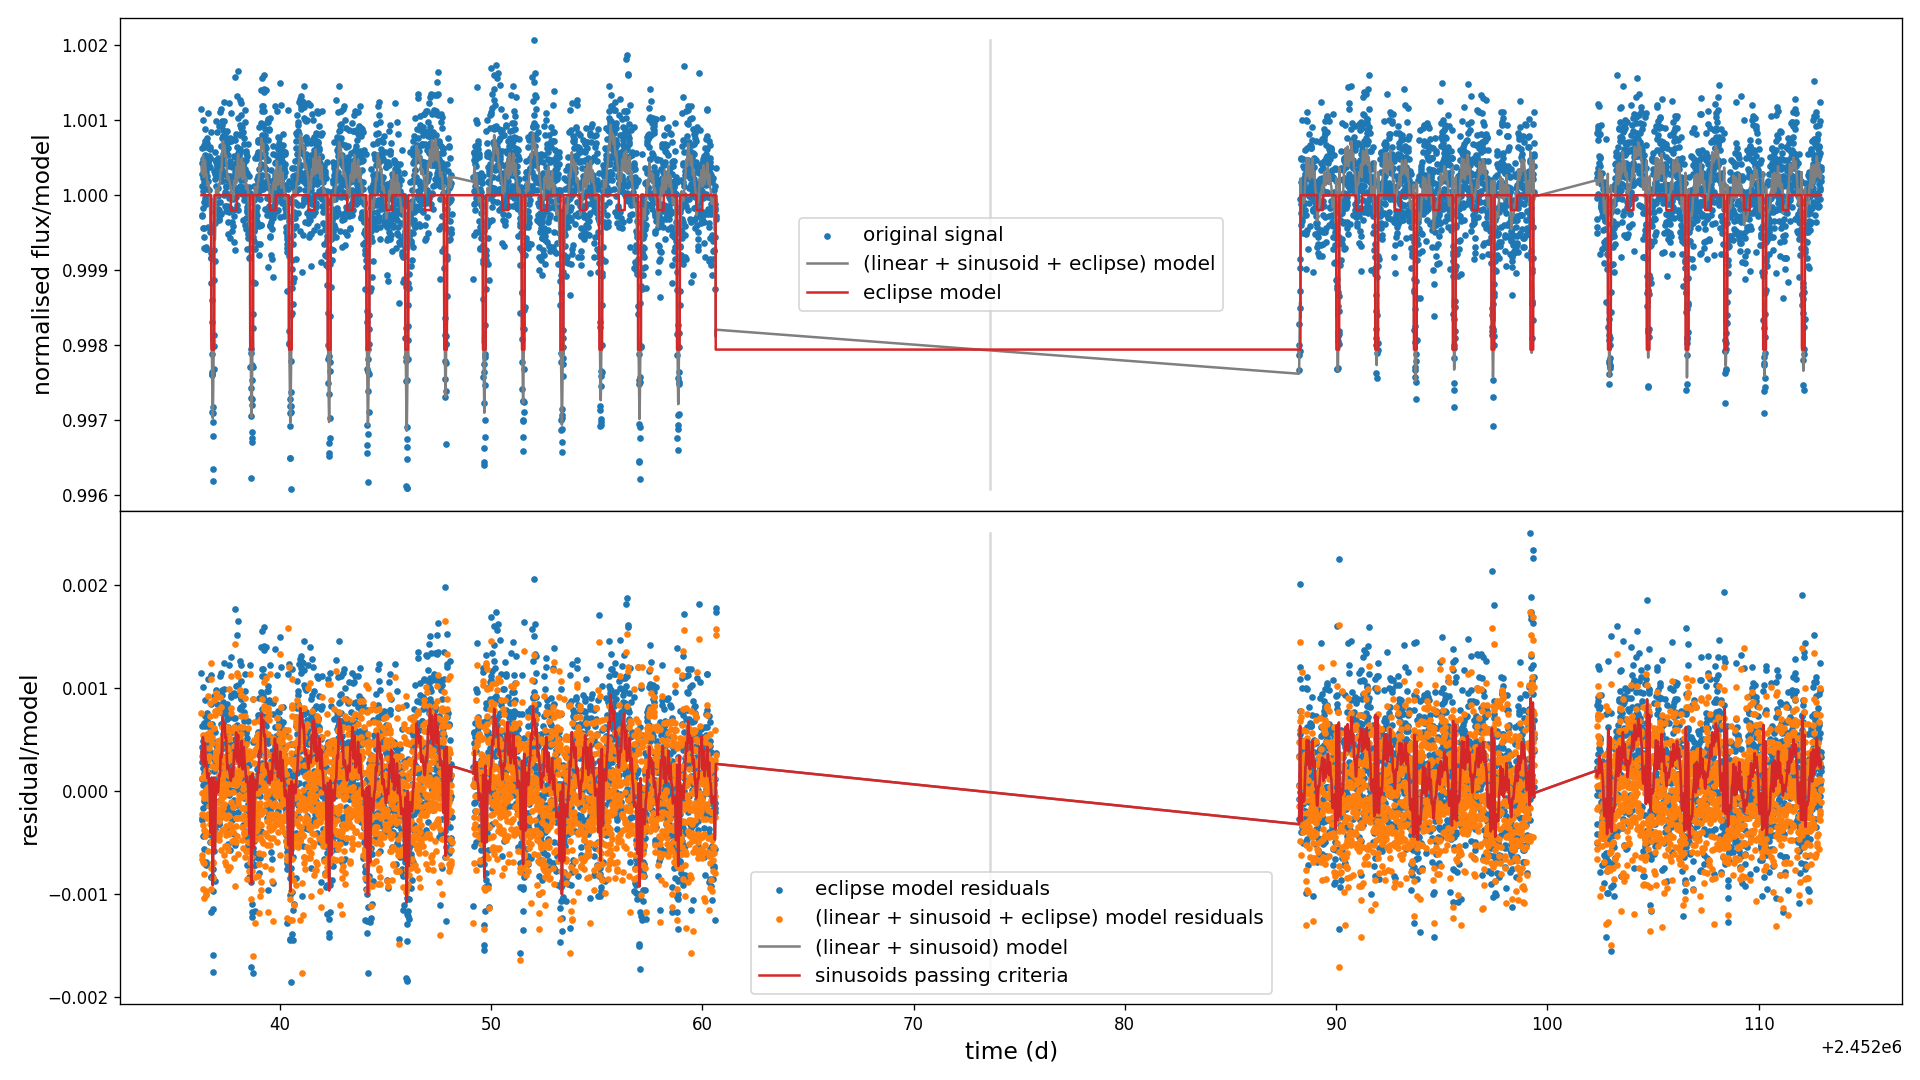 1.002
1.001
1.000
0.999
0.998
0.997
0.996
normalised flux/model
original signal
(linear + sinusoid + eclipse) model
eclipse model
0.002
0.001
0.000
−0.001
−0.002
residual/model
eclipse model residuals
(linear + sinusoid + eclipse) model residuals
(linear + sinusoid) model
sinusoids passing criteria
40 50 60 70 80 90 100 110
time (d)
+2.452e6